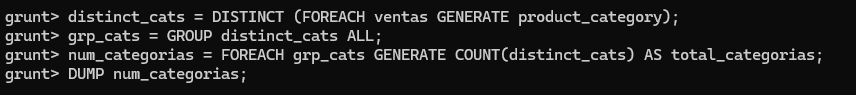 grunt> distinct_cats = DISTINCT (FOREACH ventas GENERATE product_category);
grunt> grp_cats = GROUP distinct_cats ALL;
grunt> num_categorias = FOREACH grp_cats GENERATE COUNT(distinct_cats) AS total_categorias;
grunt> DUMP num_categorias;